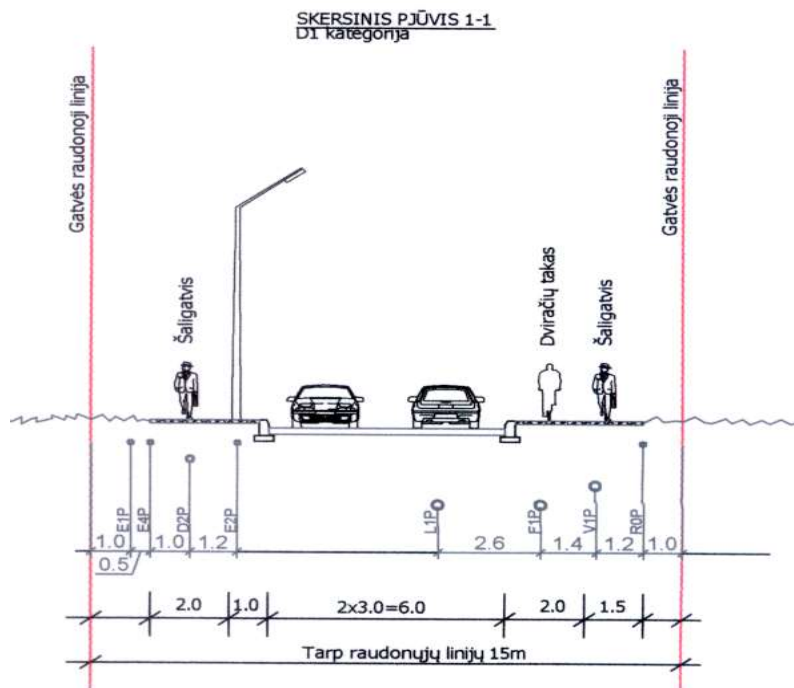 SKERSINIS PJŪVIS 1-1
D1 kategorija
Gatvės raudonoji linija
Gatvės raudonoji linija
Šaligatvis
Dviračių takas
Šaligatvis
E1P
E4P
D2P
E2P
L1P
F1P
V1P
R0P
1.0
1.0
1.2
2.6
1.4
1.2
1.0
0.5
2.0
1.0
2x3.0=6.0
2.0
1.5
Tarp raudonųjų linijų 15m